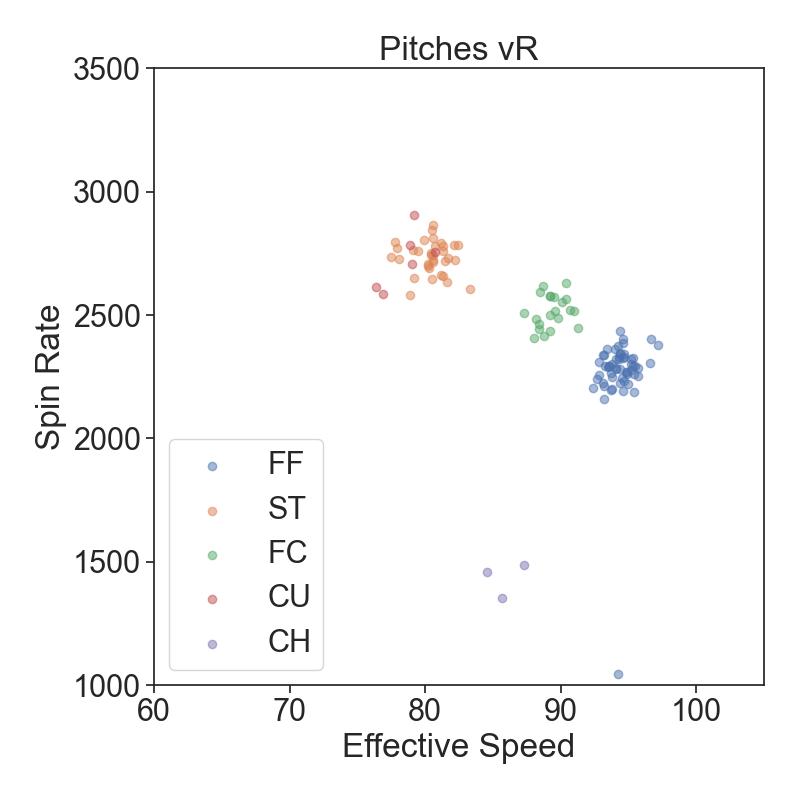 Pitches vR
3500
3000
2500
2000
1500
1000
Spin Rate
FF
ST
FC
CU
CH
60 70 80 90 100
Effective Speed